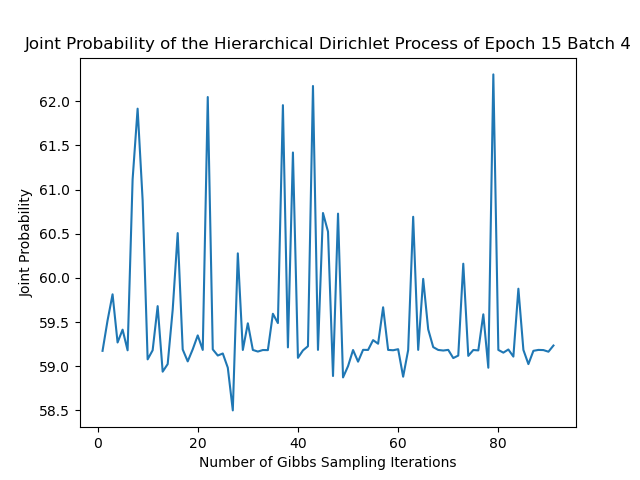 Joint Probability of the Hierarchical Dirichlet Process of Epoch 15 Batch 4
62.0
61.5
61.0
60.5
60.0
59.5
59.0
58.5
Joint Probability
0 20 40 60 80
Number of Gibbs Sampling Iterations